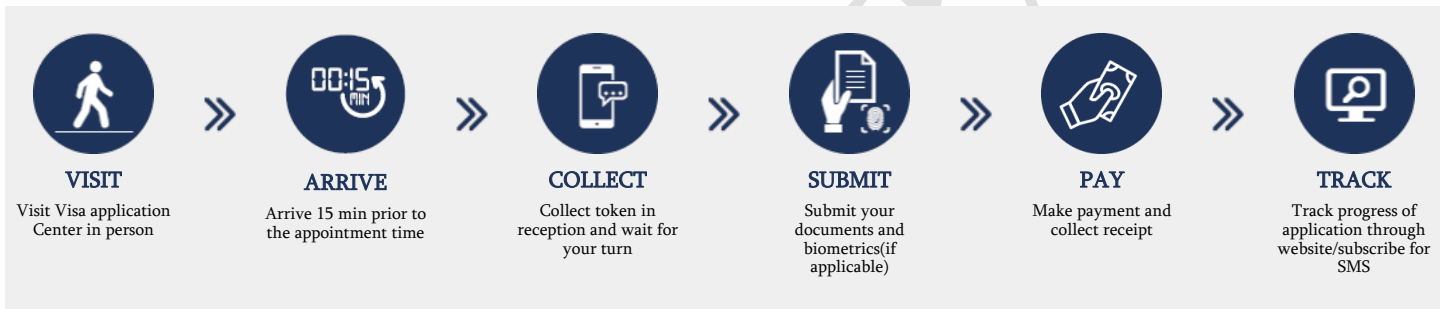 00:15
MIN
VISIT
Visit Visa application
Center in person
ARRIVE
Arrive 15 min prior to
the appointment time
COLLECT
Collect token in
reception and wait for
your turn
SUBMIT
Submit your
documents and
biometrics(if
applicable)
PAY
Make payment and
collect receipt
TRACK
Track progress of
application through
website/subscribe for
SMS